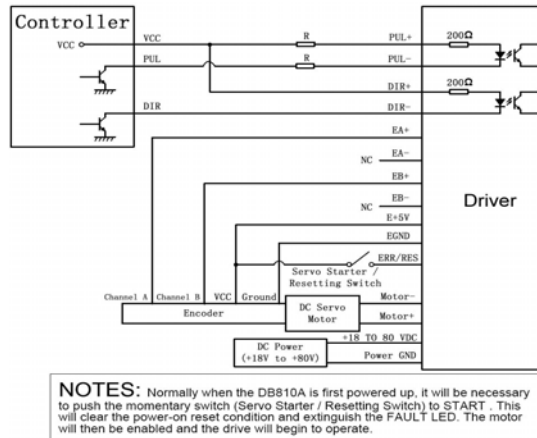 Controller
VCC
VCC
R
PUL+
200Ω
PUL
R
PUL-
DIR+
200Ω
DIR
DIR-
EA+
NC
EA-
EB+
NC
EB-
Driver
E+5V
EGND
ERR/RES
Servo Starter /
Resetting Switch
Channel A
Channel B
VCC
Ground
Encoder
DC Servo
Motor
Motor-
Motor+
DC Power
(+18V to +80V)
+18 TO 80 VDC
Power GND
NOTES: Normally when the DB810A is first powered up, it will be necessary
to push the momentary switch (Servo Starter / Resetting Switch) to START . This
will clear the power-on reset condition and extinguish the FAULT LED. The motor
will then be enabled and the drive will begin to operate.